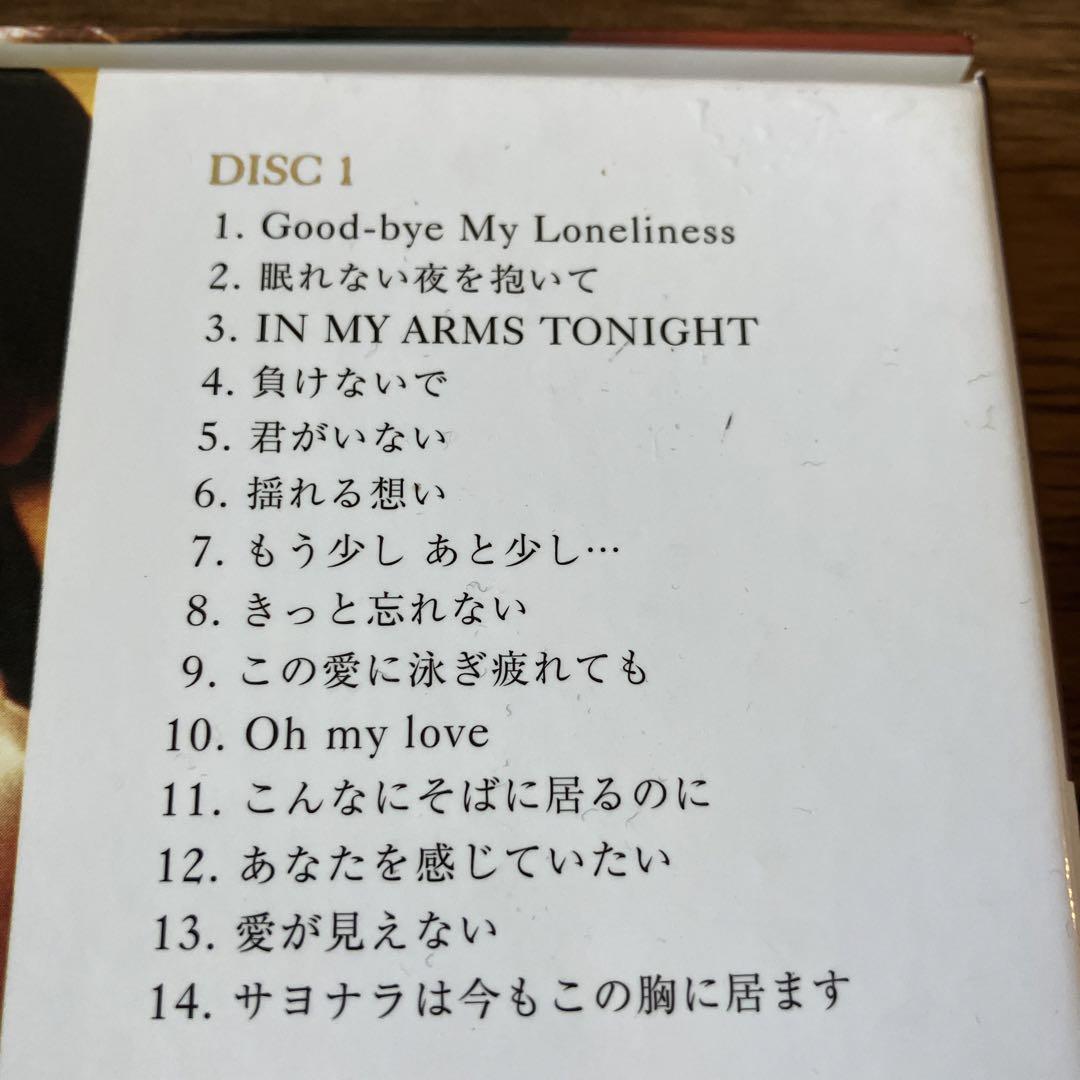 DISC 1
1. Good-bye My Loneliness
2. 眠れない夜を抱いて
3. IN MY ARMS TONIGHT
4. 負けないで
5. 君がいない
6. 揺れる想い
7. もう少し あと少し…
8. きっと忘れない
9. この愛に泳ぎ疲れても
10. Oh my love
11. こんなにそばに居るのに
12. あなたを感じていたい
13. 愛が見えない
14. サヨナラは今もこの胸に居ます